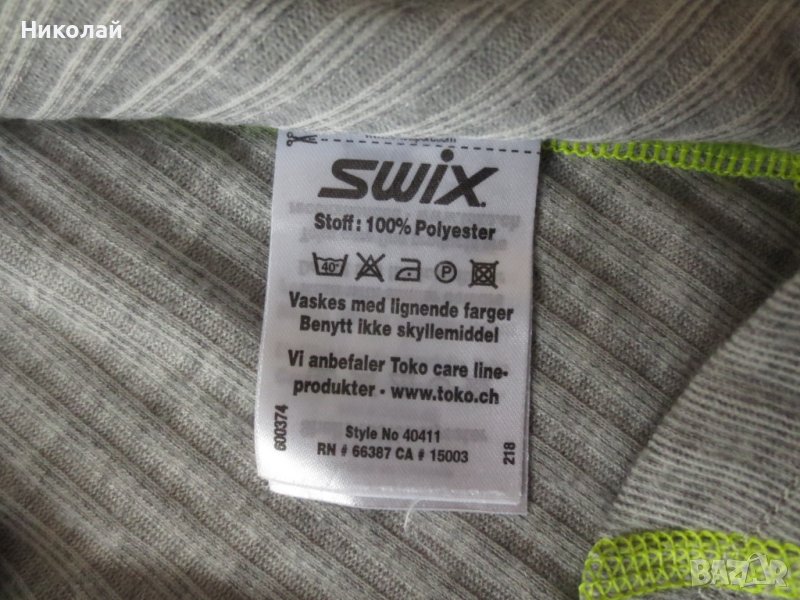 Николай
SWIX
Stoff: 100% Polyester
40°
P
Vaskes med lignende farger
Benytt ikke skyllemiddel
Vi anbefaler Toko care line-
produkter - www.toko.ch
600374
Style No 40411
RN # 66387 CA # 15003
218
BAZAR